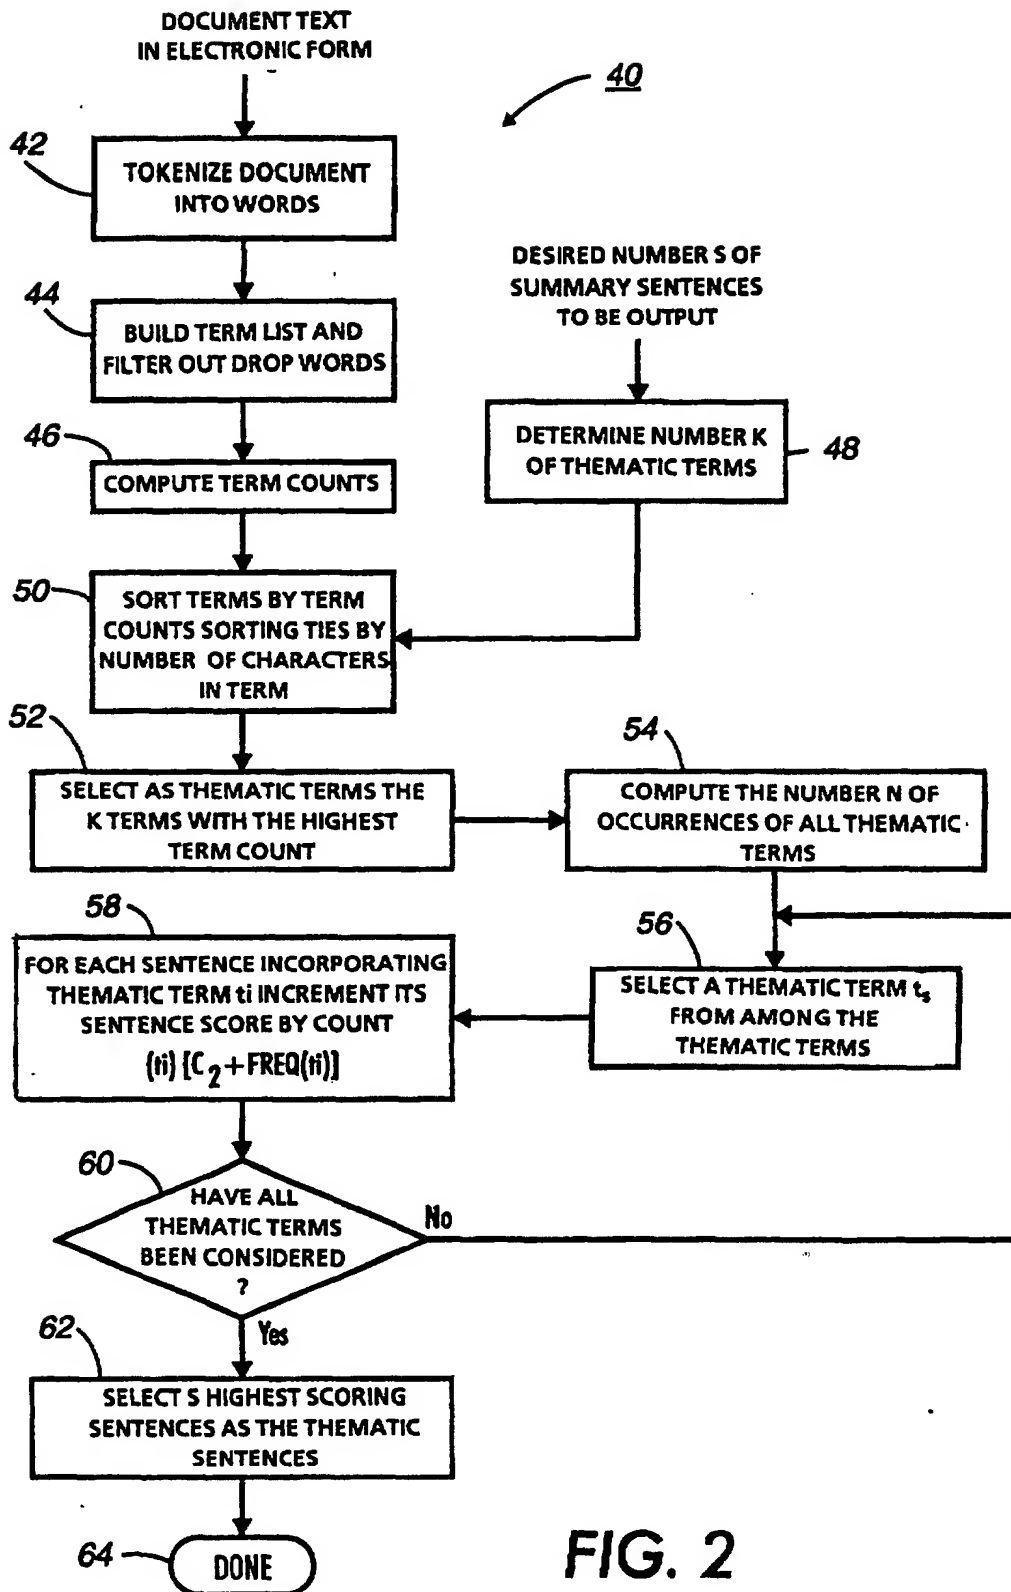 DOCUMENT TEXT
IN ELECTRONIC FORM
40
42
TOKENIZE DOCUMENT
INTO WORDS
44
BUILD TERM LIST AND
FILTER OUT DROP WORDS
DESIRED NUMBER S OF
SUMMARY SENTENCES
TO BE OUTPUT
46
COMPUTE TERM COUNTS
DETERMINE NUMBER K
OF THEMATIC TERMS
48
50
SORT TERMS BY TERM
COUNTS SORTING TIES BY
NUMBER OF CHARACTERS
IN TERM
52
SELECT AS THEMATIC TERMS THE
K TERMS WITH THE HIGHEST
TERM COUNT
54
COMPUTE THE NUMBER N OF
OCCURRENCES OF ALL THEMATIC
TERMS
56
SELECT A THEMATIC TERM ts
FROM AMONG THE
THEMATIC TERMS
58
FOR EACH SENTENCE INCORPORATING
THEMATIC TERM ti INCREMENT ITS
SENTENCE SCORE BY COUNT
(ti) [C2+FREQ(ti)]
60
HAVE ALL
THEMATIC TERMS
BEEN CONSIDERED
?
No
Yes
62
SELECT S HIGHEST SCORING
SENTENCES AS THE THEMATIC
SENTENCES
64
DONE
FIG. 2